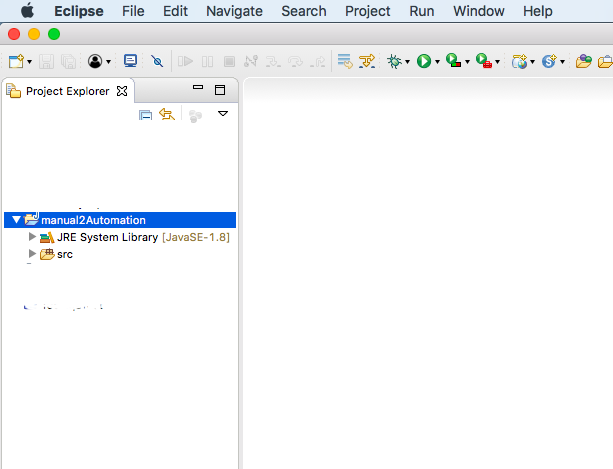 Eclipse File Edit Navigate Search Project Run Window Help
Project Explorer
manual2Automation
JRE System Library [JavaSE-1.8]
src